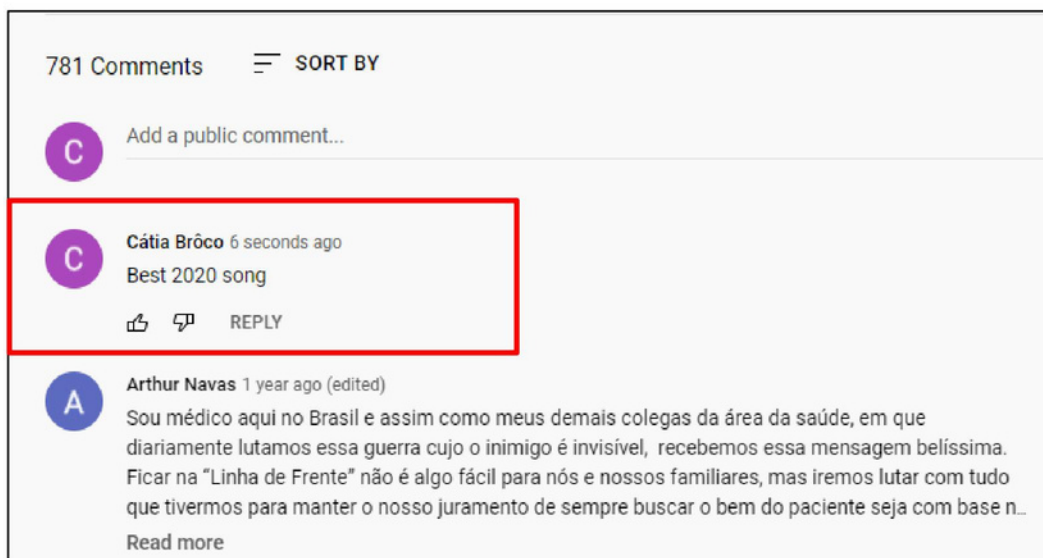 781 Comments SORT BY
C
Add a public comment...
C
Cátia Brôco 6 seconds ago
Best 2020 song
REPLY
A
Arthur Navas 1 year ago (edited)
Sou médico aqui no Brasil e assim como meus demais colegas da área da saúde, em que
diariamente lutamos essa guerra cujo o inimigo é invisível, recebemos essa mensagem belíssima.
Ficar na “Linha de Frente” não é algo fácil para nós e nossos familiares, mas iremos lutar com tudo
que tivermos para manter o nosso juramento de sempre buscar o bem do paciente seja com base n...
Read more